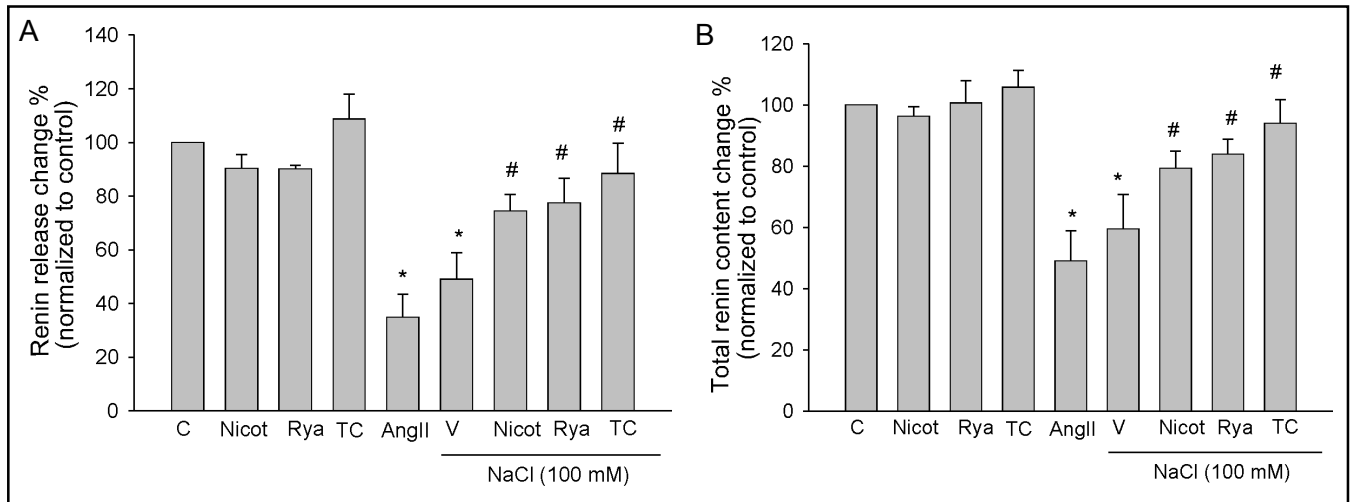 A
Renin release change %
(normalized to control)
140
120
100
80
60
40
20
0
*
*
#
#
#
C Nicot Rya TC AngII V Nicot Rya TC
NaCl (100 mM)
B
Total renin content change %
(normalized to control)
120
100
80
60
40
20
0
*
*
#
#
#
C Nicot Rya TC AngII V Nicot Rya TC
NaCl (100 mM)